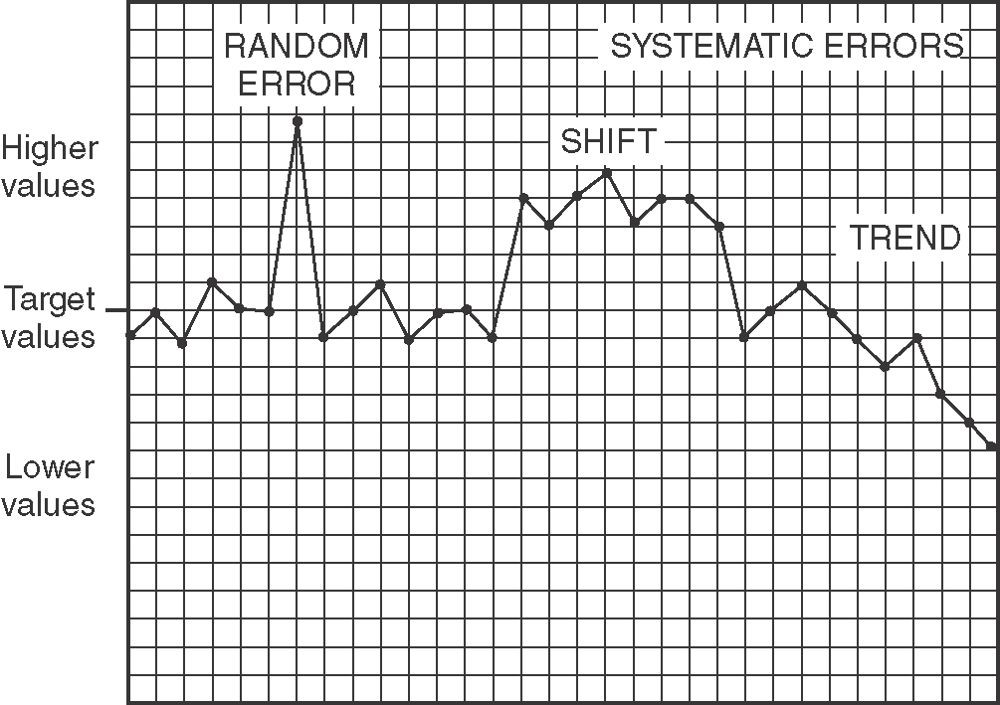 RANDOM
ERROR
SYSTEMATIC ERRORS
Higher
values
SHIFT
TREND
Target
values
Lower
values